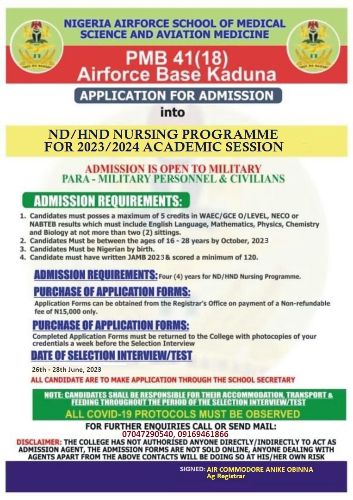 NIGERIA AIRFORCE SCHOOL OF MEDICAL
SCIENCE AND AVIATION MEDICINE
PMB 41(18)
Airforce Base Kaduna
APPLICATION FOR ADMISSION
into
ND/HND NURSING PROGRAMME
FOR 2023/2024 ACADEMIC SESSION
ADMISSION IS OPEN TO MILITARY
PARA - MILITARY PERSONNEL & CIVILIANS
ADMISSION REQUIREMENTS:
1. Candidates must posses a maximum of 5 credits in WAEC/GCE O/LEVEL, NECO or
NABTEB results which must include English Language, Mathematics, Physics, Chemistry
and Biology at not more than two (2) sittings.
2. Candidates Must be between the ages of 16 - 28 years by October, 2023
3. Candidates Must be Nigerian by birth.
4. Candidate must have written JAMB 2023 & scored a minimum of 120.
ADMISSION REQUIREMENTS: Four (4) years for ND/HND Nursing Programme.
PURCHASE OF APPLICATION FORMS:
Application Forms can be obtained from the Registrar's Office on payment of a Non-refundable
fee of N15,000 only.
PURCHASE OF APPLICATION FORMS:
Completed Application Forms must be returned to the College with photocopies of your
credentials a week before the Selection Interview
DATE OF SELECTION INTERVIEW/TEST
26th - 28th June, 2023
ALL CANDIDATE ARE TO MAKE APPLICATION THROUGH THE SCHOOL SECRETARY
NOTE: CANDIDATES SHALL BE RESPONSIBLE FOR THEIR ACCOMMODATION, TRANSPORT &
FEEDING THROUGHOUT THE PERIOD OF THE SELECTION INTERVIEW/TEST
ALL COVID-19 PROTOCOLS MUST BE OBSERVED
FOR FURTHER ENQUIRIES CALL OR SEND MAIL:
07047290540, 09169461866
DISCLAIMER: THE COLLEGE HAS NOT AUTHORISED ANYONE DIRECTLY/INDIRECTLY TO ACT AS
ADMISSION AGENT, THE ADMISSION FORMS ARE NOT SOLD ONLINE, ANYONE DEALING WITH
AGENTS APART FROM THE ABOVE CONTACTS WILL BE DOING SO AT HIS/HER OWN RISK
SIGNED: AIR COMMODORE ANIKE OBINNA
Ag Registrar